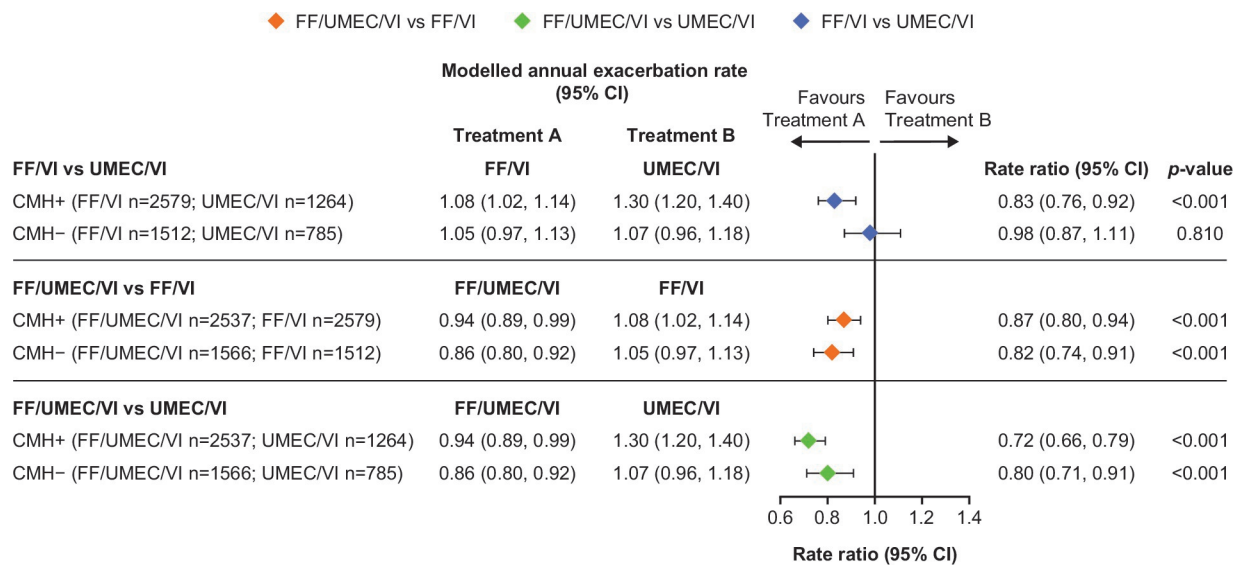 FF/UMEC/VI vs FF/VI FF/UMEC/VI vs UMEC/VI FF/VI vs UMEC/VI
Modelled annual exacerbation rate
(95% CI)
Favours Favours
Treatment A Treatment B
Treatment A Treatment B
FF/VI vs UMEC/VI FF/VI UMEC/VI Rate ratio (95% CI) p-value
CMH+ (FF/VI n=2579; UMEC/VI n=1264) 1.08 (1.02, 1.14) 1.30 (1.20, 1.40) 0.83 (0.76, 0.92) <0.001
CMH− (FF/VI n=1512; UMEC/VI n=785) 1.05 (0.97, 1.13) 1.07 (0.96, 1.18) 0.98 (0.87, 1.11) 0.810
FF/UMEC/VI vs FF/VI FF/UMEC/VI FF/VI
CMH+ (FF/UMEC/VI n=2537; FF/VI n=2579) 0.94 (0.89, 0.99) 1.08 (1.02, 1.14) 0.87 (0.80, 0.94) <0.001
CMH− (FF/UMEC/VI n=1566; FF/VI n=1512) 0.86 (0.80, 0.92) 1.05 (0.97, 1.13) 0.82 (0.74, 0.91) <0.001
FF/UMEC/VI vs UMEC/VI FF/UMEC/VI UMEC/VI
CMH+ (FF/UMEC/VI n=2537; UMEC/VI n=1264) 0.94 (0.89, 0.99) 1.30 (1.20, 1.40) 0.72 (0.66, 0.79) <0.001
CMH− (FF/UMEC/VI n=1566; UMEC/VI n=785) 0.86 (0.80, 0.92) 1.07 (0.96, 1.18) 0.80 (0.71, 0.91) <0.001
0.6 0.8 1.0 1.2 1.4
Rate ratio (95% CI)